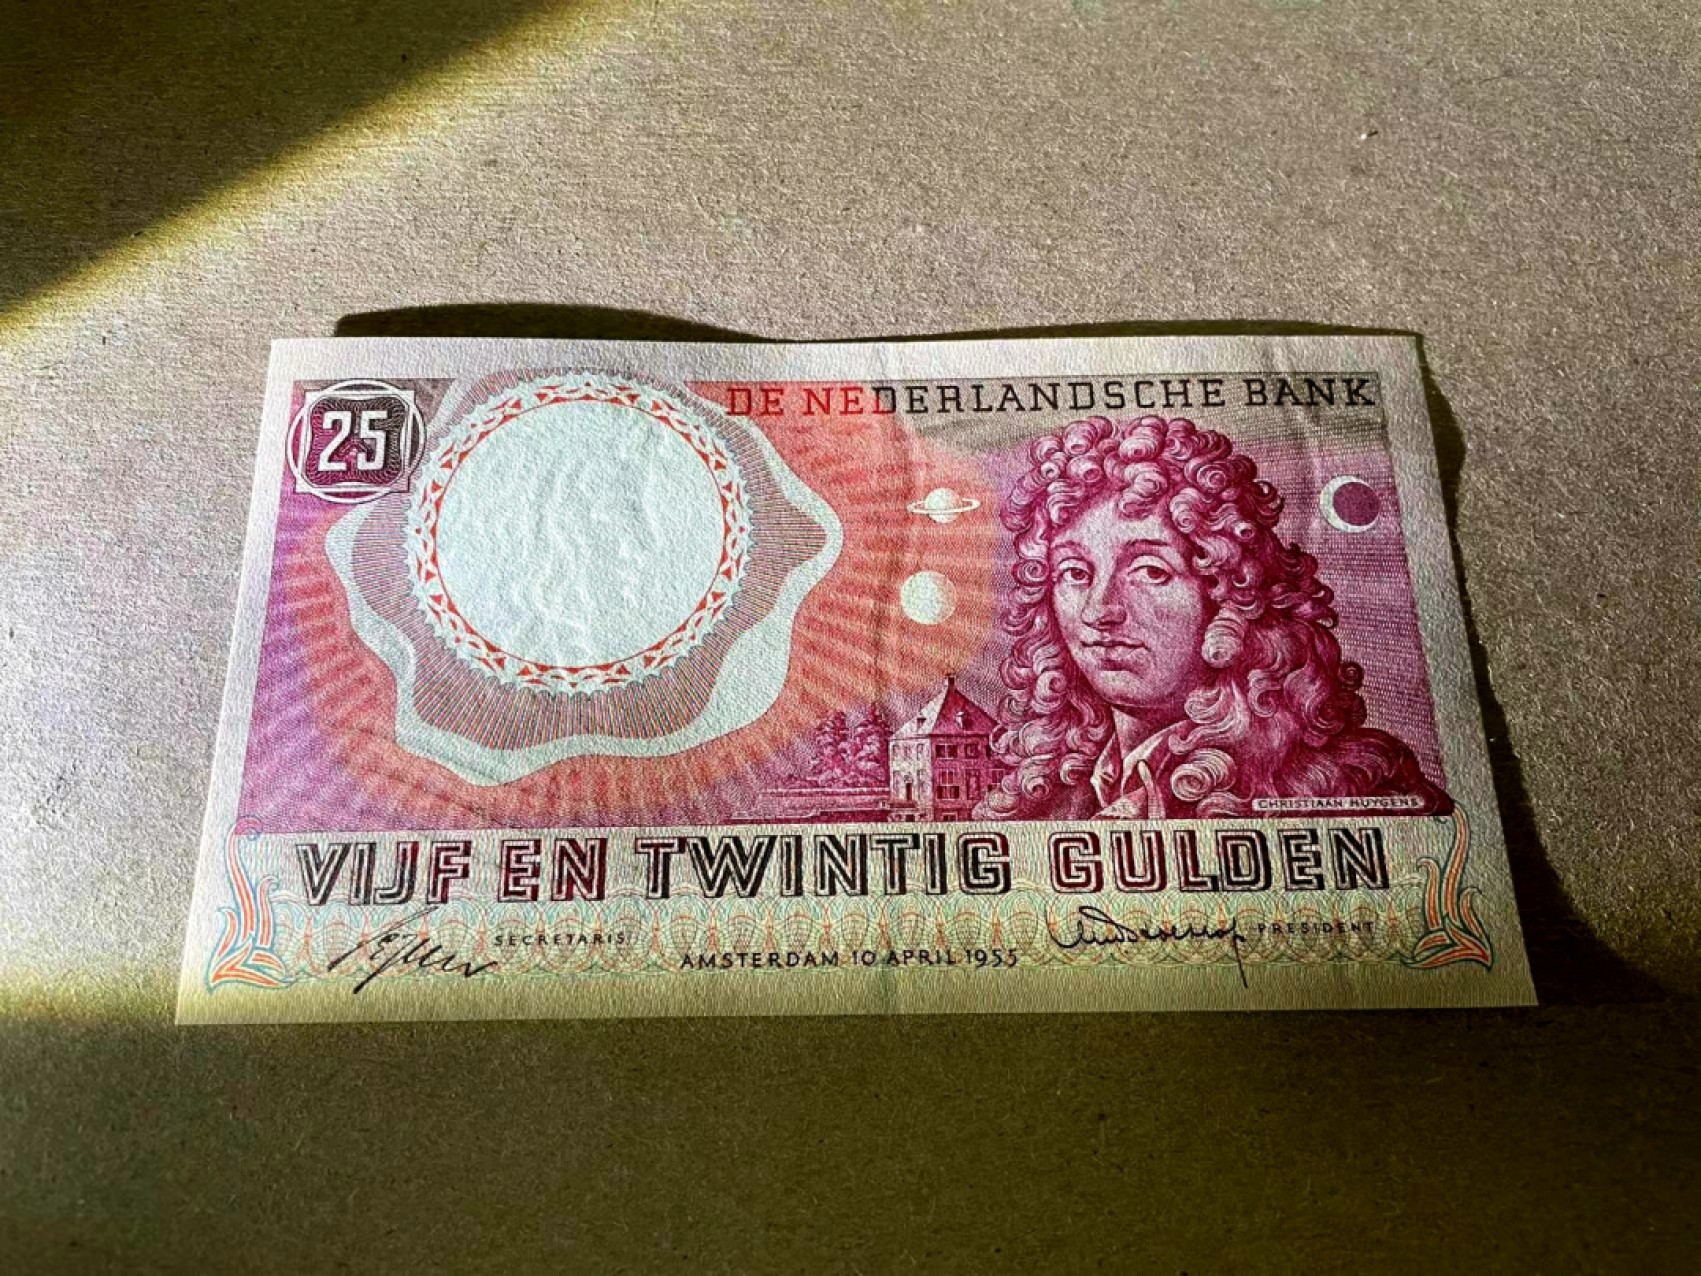 25
DE NEDERLANDSCHE BANK
CHRISTIAAN HUYGENS
VIJF EN TWINTIG GULDEN
SECRETARIS
PRESIDENT
AMSTERDAM 10 APRIL 1955